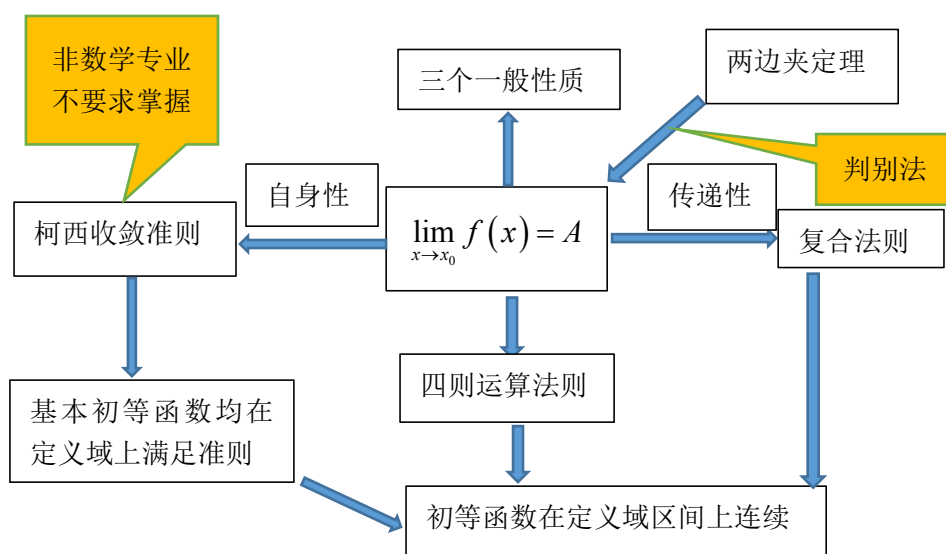 非数学专业
不要求掌握
三个一般性质
两边夹定理
判别法
自身性
传递性
柯西收敛准则
lim f(x) = A
x→x₀
复合法则
四则运算法则
基本初等函数均在
定义域上满足准则
初等函数在定义域区间上连续